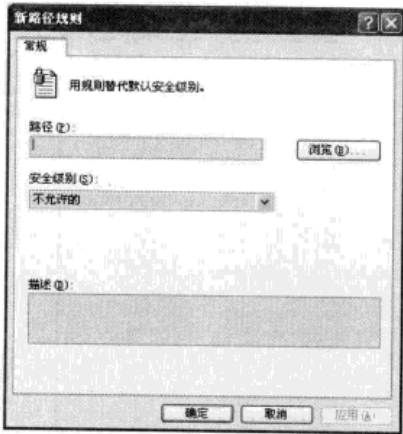 新路径规则
常规
用规则替代默认安全级别。
路径(P):
浏览(B)...
安全级别(S):
不允许的
描述(D):
确定
取消
应用(A)